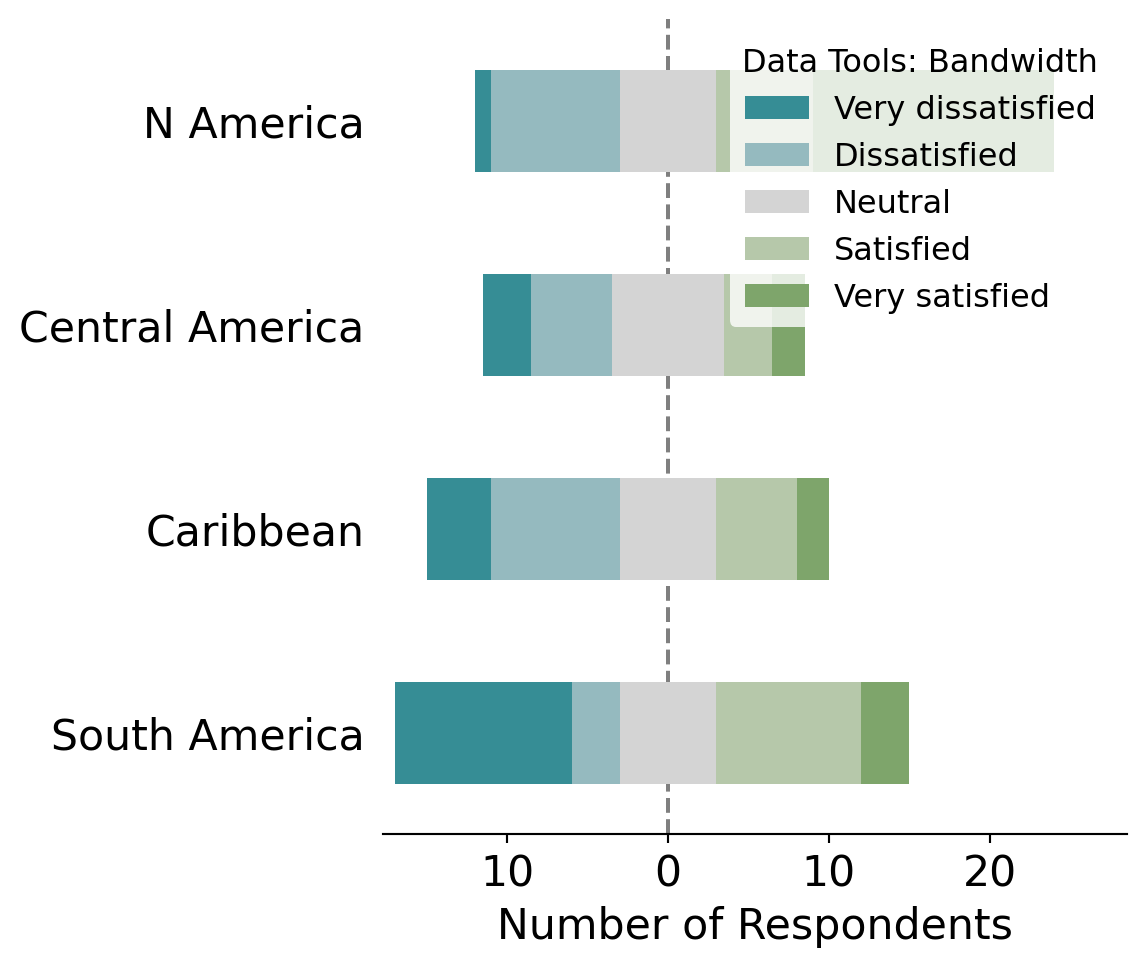 Data Tools: Bandwidth
Very dissatisfied
Dissatisfied
Neutral
Satisfied
Very satisfied
N America
Central America
Caribbean
South America
10 0 10 20
Number of Respondents